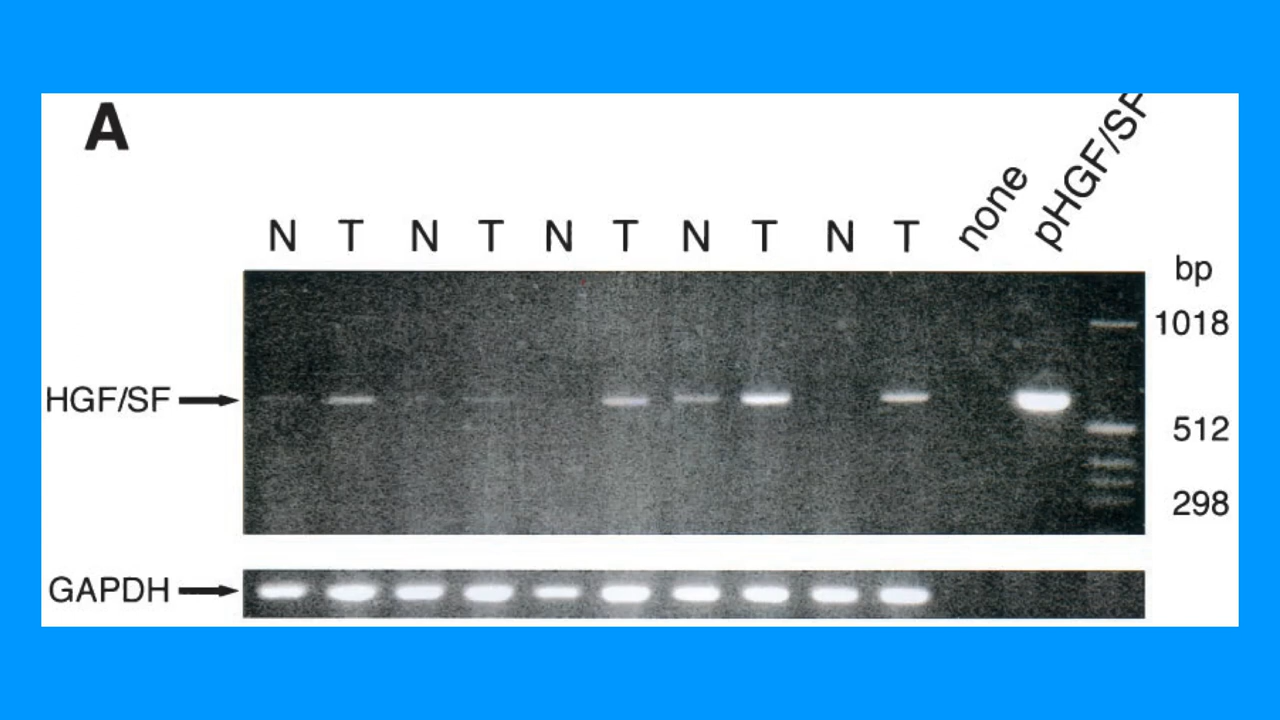 A
N T N T N T N T N T none pHGF/SF
bp
1018
HGF/SF
512
298
GAPDH